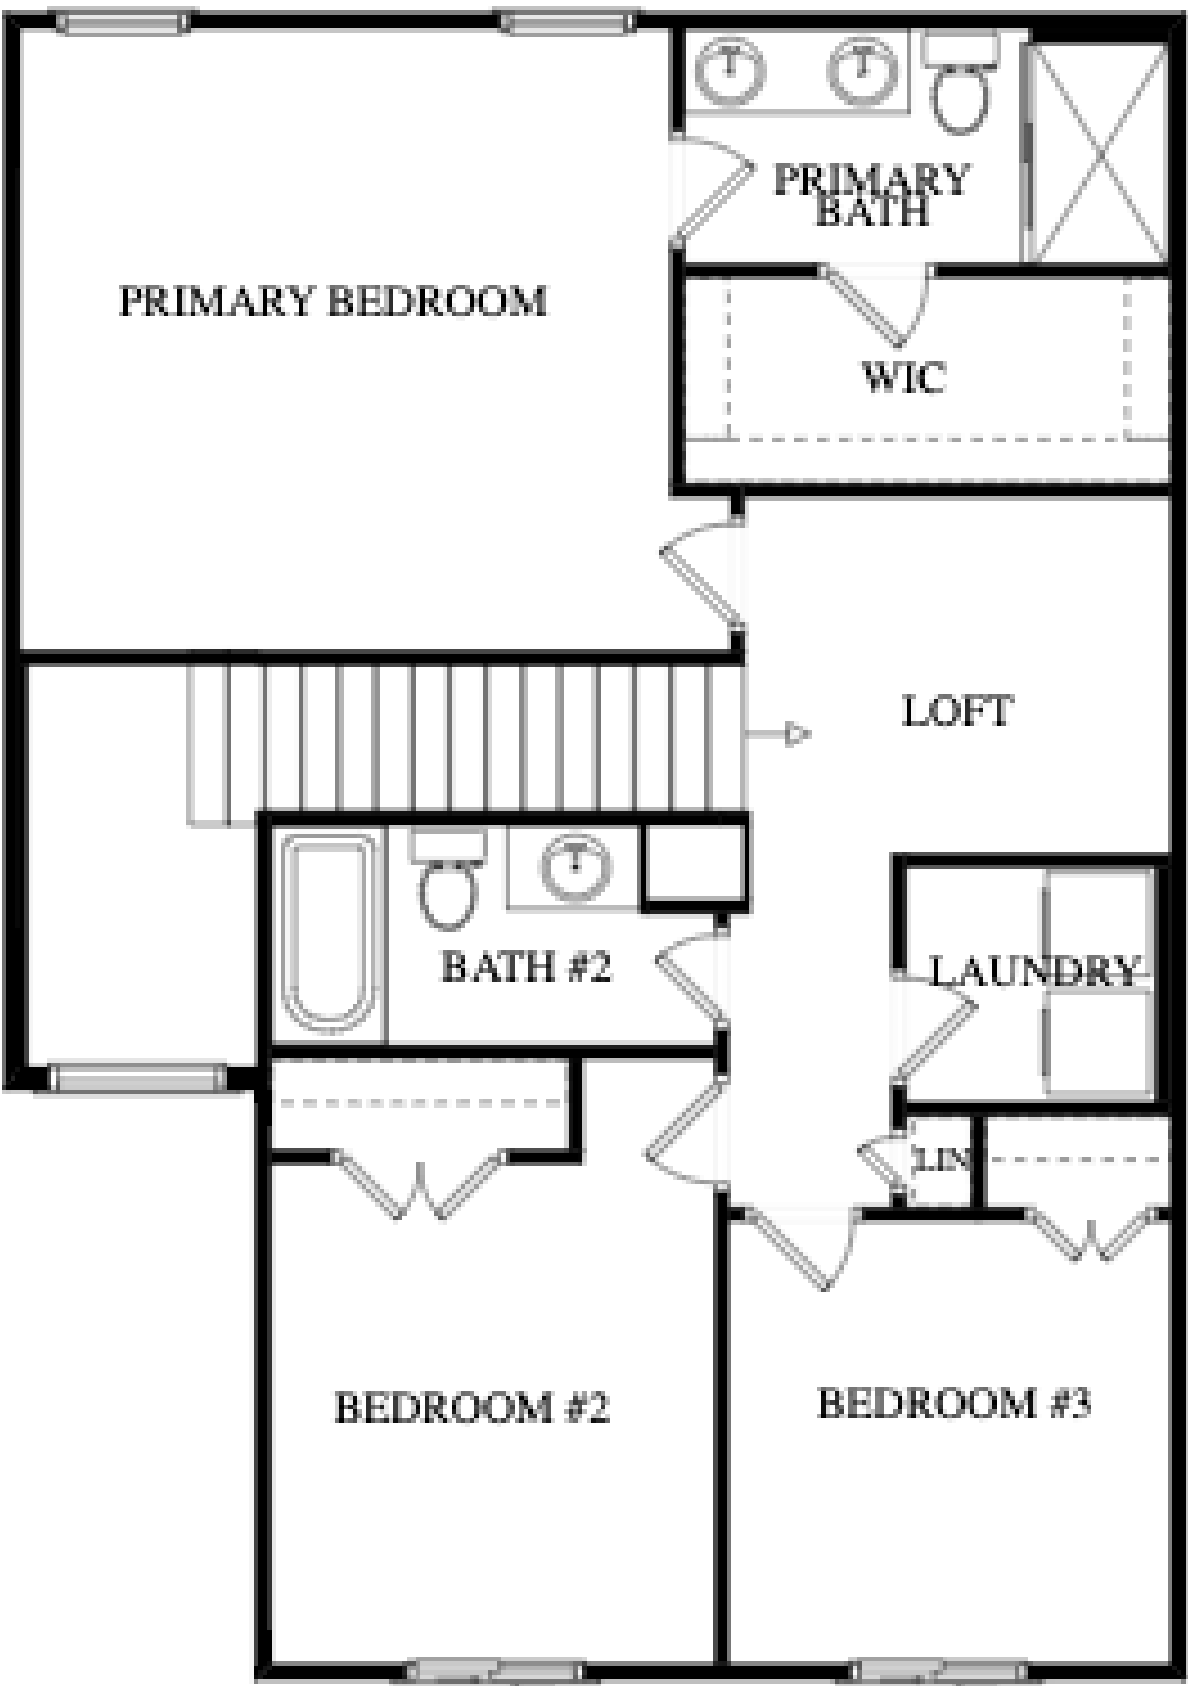 PRIMARY
BATH
PRIMARY BEDROOM
WIC
LOFT
BATH #2
LAUNDRY
LIN
BEDROOM #2
BEDROOM #3